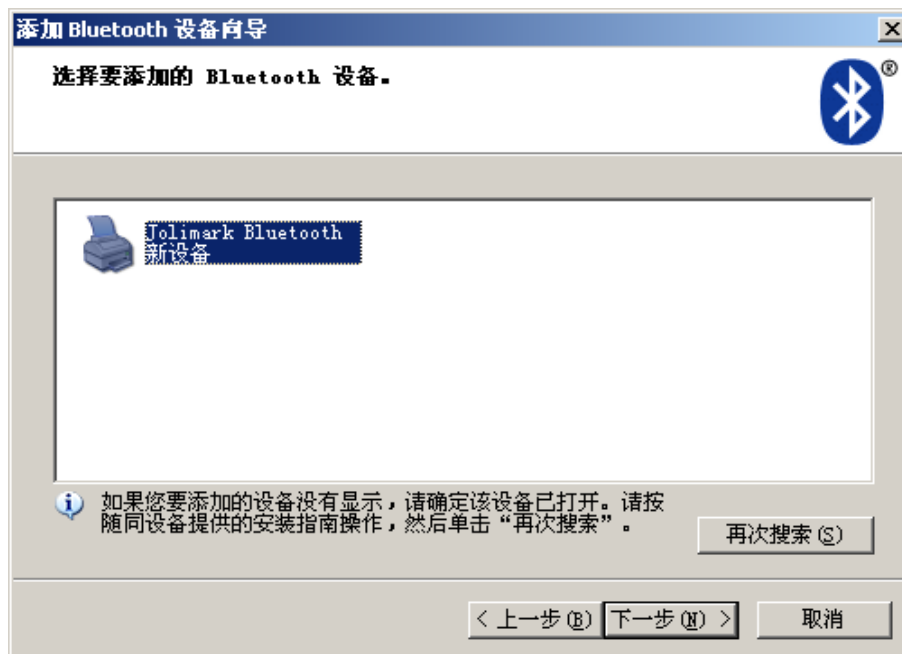 添加 Bluetooth 设备向导
选择要添加的 Bluetooth 设备。
®
Jolimark Bluetooth
新设备
如果您要添加的设备没有显示，请确定该设备已打开。请按
随同设备提供的安装指南操作，然后单击“再次搜索”。
再次搜索(S)
< 上一步(B)
下一步(N) >
取消